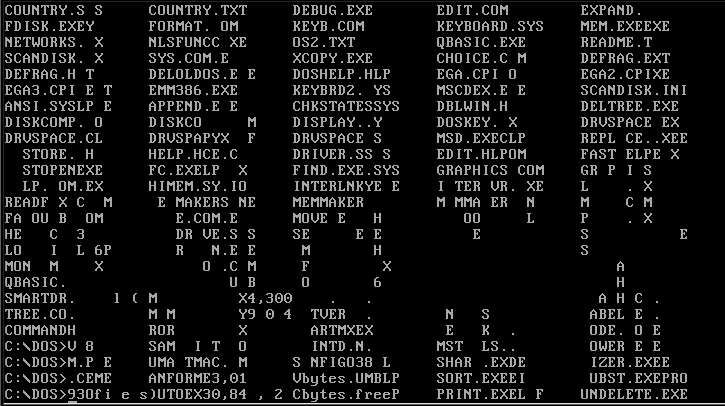 COUNTRY.S S COUNTRY.TXT DEBUG.EXE EDIT.COM EXPAND.
FDISK.EXEY FORMAT. OM KEYB.COM KEYBOARD.SYS MEM.EXEEXE
NETWORKS. X NLSFUNCC XE OS2.TXT QBASIC.EXE README.T
SCANDISK. X SYS.COM.E XCOPY.EXE CHOICE.C M DEFRAG.EXT
DEFRAG.H T DELOLDOS.E E DOSHELP.HLP EGA.CPI O EGA2.CPIXE
EGA3.CPI E T EMM386.EXE KEYBRD2. YS MSCDEX.E E SCANDISK.INI
ANSI.SYSLP E APPEND.E E CHKSTATESSYS DBLWIN.H DELTREE.EXE
DISKCOMP. O DISKCO M DISPLAY..Y DOSKEY. X DRVSPACE EX
DRVSPACE.CL DRVSPAPYX F DRVSPACE S MSD.EXECLP REPL CE..XEE
STORE. H HELP.HCE.C DRIVER.SS S EDIT.HLPOM FAST ELPE X
STOPENEXE FC.EXELP X FIND.EXE.SYS GRAPHICS COM GR P I S
LP. OM.EX HIMEM.SY.IO INTERLNKYE E I TER VR. XE L . X
READF X C M E MAKERS NE MEMMAKER M MMA ER N M C M
FA OU B OM E.COM.E MOVE E H OO L P . X
HE C 3 DR VE.S S SE E E E S E
LO I L 6P R N.E E M H S
MON M X O .C M F X A
QBASIC. U B O 6 H
SMARTDR. l ( M X4,300 . . A H C .
TREE.CO. M M Y9 0 4 TVER . N S ABEL E .
COMMANDH ROR X ARTMXEX E K . ODE. O E
C:\DOS>V 8 SAM I T O INTD.N. MST LS.. OWER E E
C:\DOS>M.P E UMA TMAC. M S NFIGO38 L SHAR .EXDE IZER.EXEE
C:\DOS>.CEME ANFORME3,01 Vbytes.UMBLP SORT.EXEEI UBST.EXEPRO
C:\DOS>930fi e s)UTOEX30,84 , 2 Cbytes.freeP PRINT.EXEL F UNDELETE.EXE